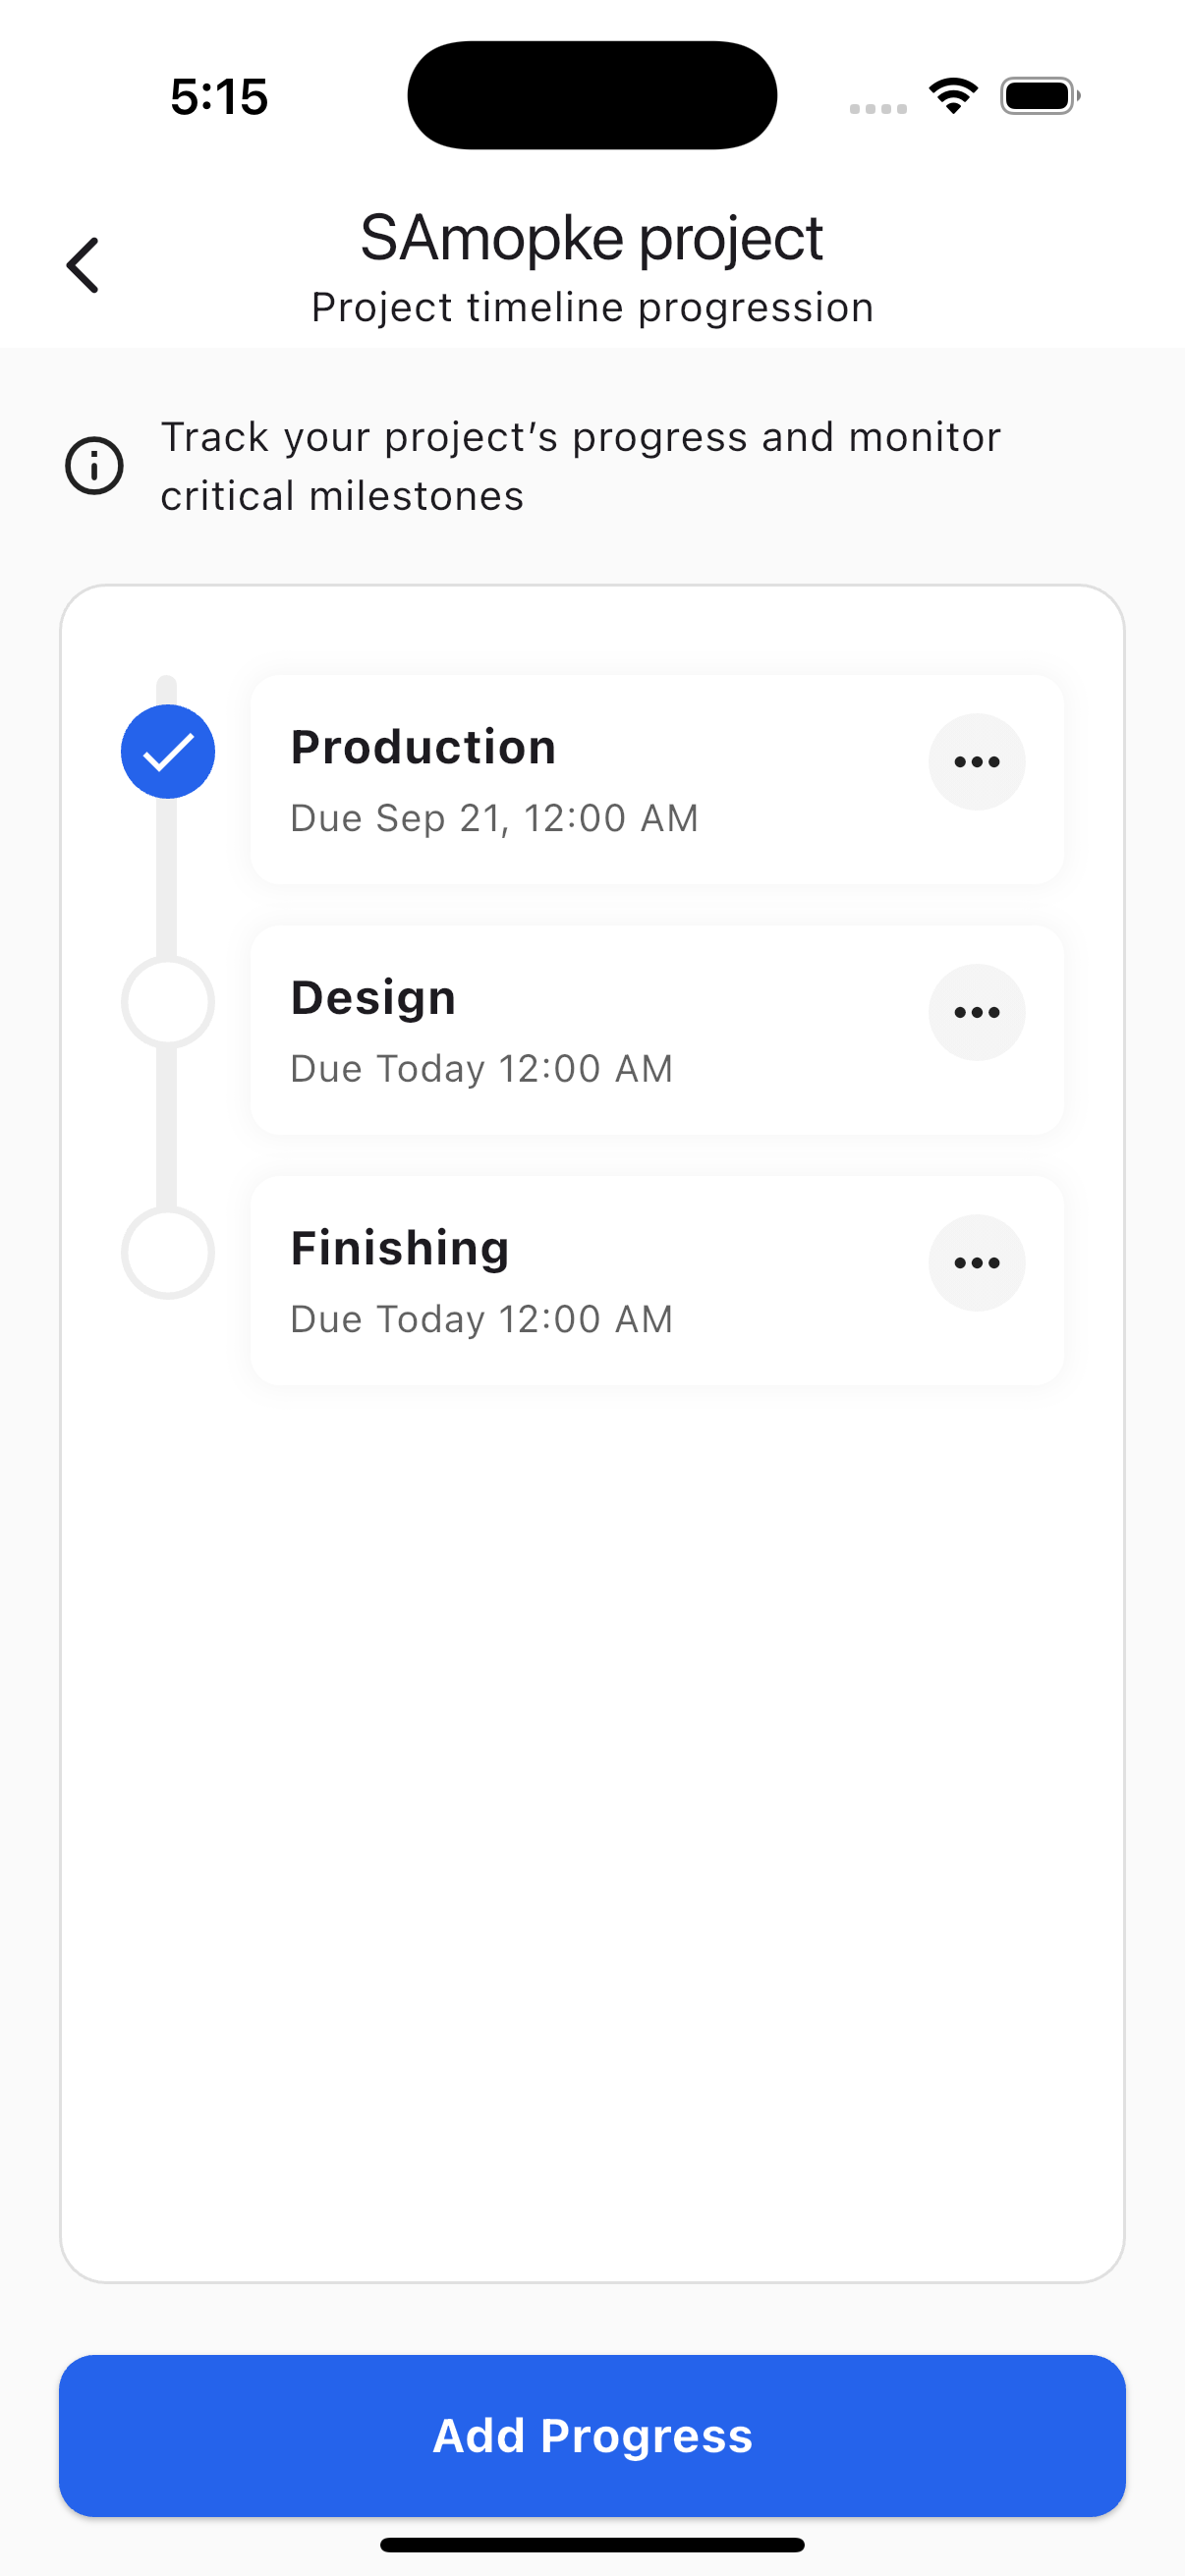 5:15
SAmopke project
Project timeline progression
Track your project’s progress and monitor
critical milestones
Production
Due Sep 21, 12:00 AM
Design
Due Today 12:00 AM
Finishing
Due Today 12:00 AM
Add Progress